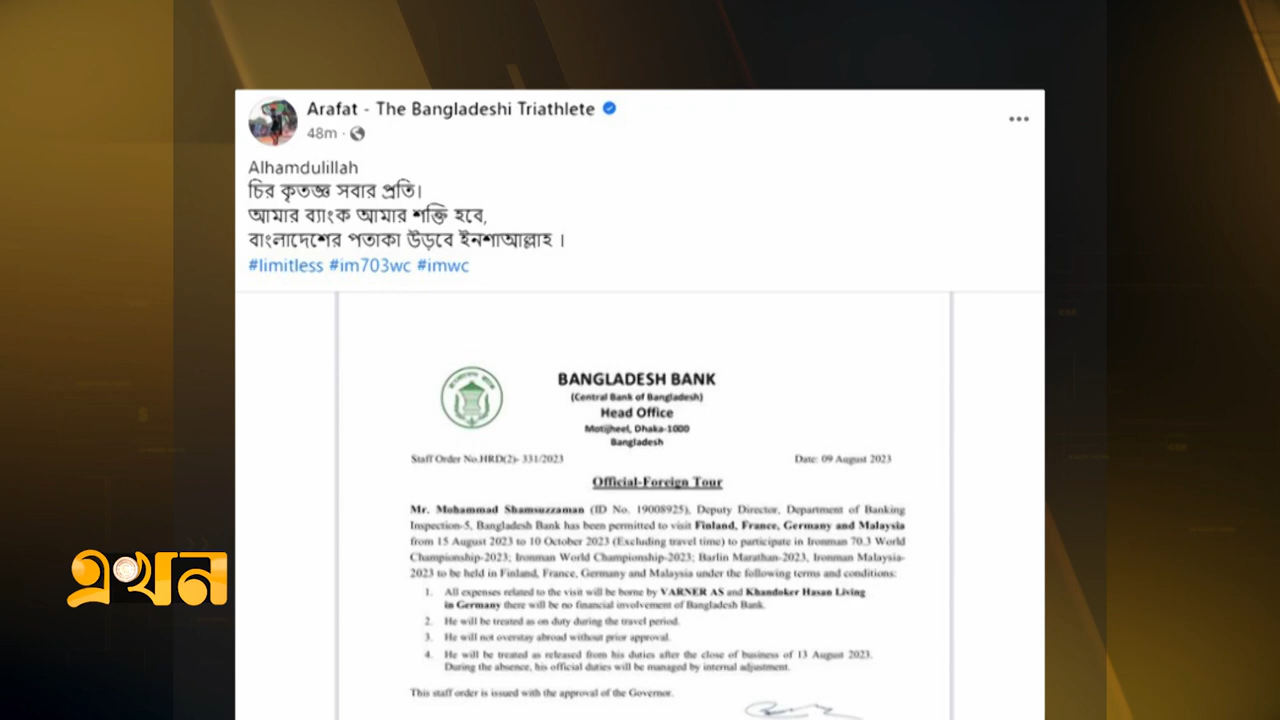 Arafat - The Bangladeshi Triathlete
48m ·
Alhamdulillah
চির কৃতজ্ঞ সবার প্রতি।
আমার ব্যাংক আমার শক্তি হবে,
বাংলাদেশের পতাকা উড়বে ইনশাআল্লাহ ।
#limitless #im703wc #imwc
BANGLADESH BANK
(Central Bank of Bangladesh)
Head Office
Motijheel, Dhaka-1000
Bangladesh
Staff Order No.HRD(2)- 331/2023
Date: 09 August 2023
Official-Foreign Tour
Mr. Mohammad Shamsuzzaman (ID No. 19008925), Deputy Director, Department of Banking
Inspection-5, Bangladesh Bank has been permitted to visit Finland, France, Germany and Malaysia
from 15 August 2023 to 10 October 2023 (Excluding travel time) to participate in Ironman 70.3 World
Championship-2023; Ironman World Championship-2023; Barlin Marathan-2023, Ironman Malaysia-
2023 to be held in Finland, France, Germany and Malaysia under the following terms and conditions:
1. All expenses related to the visit will be borne by VARNER AS and Khandoker Hasan Living
in Germany there will be no financial involvement of Bangladesh Bank.
2. He will be treated as on duty during the travel period.
3. He will not overstay abroad without prior approval.
4. He will be treated as released from his duties after the close of business of 13 August 2023.
During the absence, his official duties will be managed by internal adjustment.
This staff order is issued with the approval of the Governor.
এখন